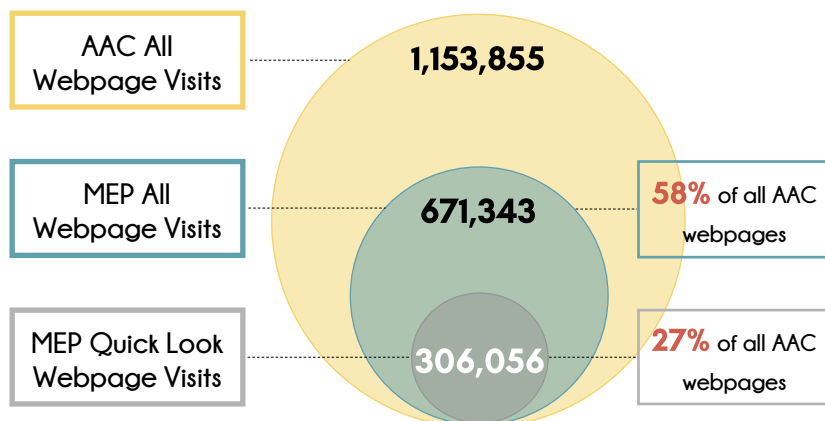 AAC All
Webpage Visits
1,153,855
MEP All
Webpage Visits
671,343
58% of all AAC
webpages
MEP Quick Look
Webpage Visits
306,056
27% of all AAC
webpages